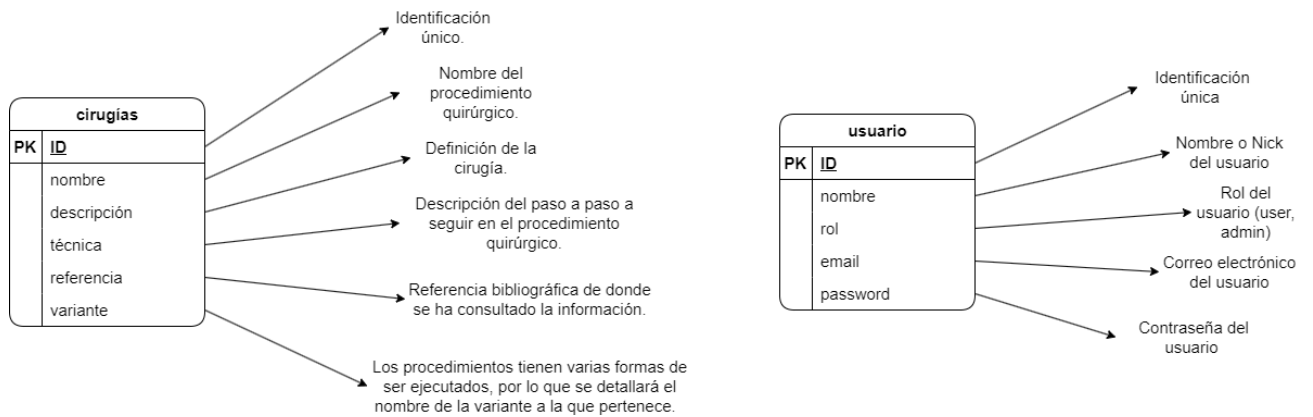 cirugías
PK ID
nombre
descripción
técnica
referencia
variante
Identificación
único.
Nombre del
procedimiento
quirúrgico.
Definición de la
cirugía.
Descripción del paso a paso a
seguir en el procedimiento
quirúrgico.
Referencia bibliográfica de donde
se ha consultado la información.
Los procedimientos tienen varias formas de
ser ejecutados, por lo que se detallará el
nombre de la variante a la que pertenece.
usuario
PK ID
nombre
rol
email
password
Identificación
única
Nombre o Nick
del usuario
Rol del
usuario (user,
admin)
Correo electrónico
del usuario
Contraseña del
usuario